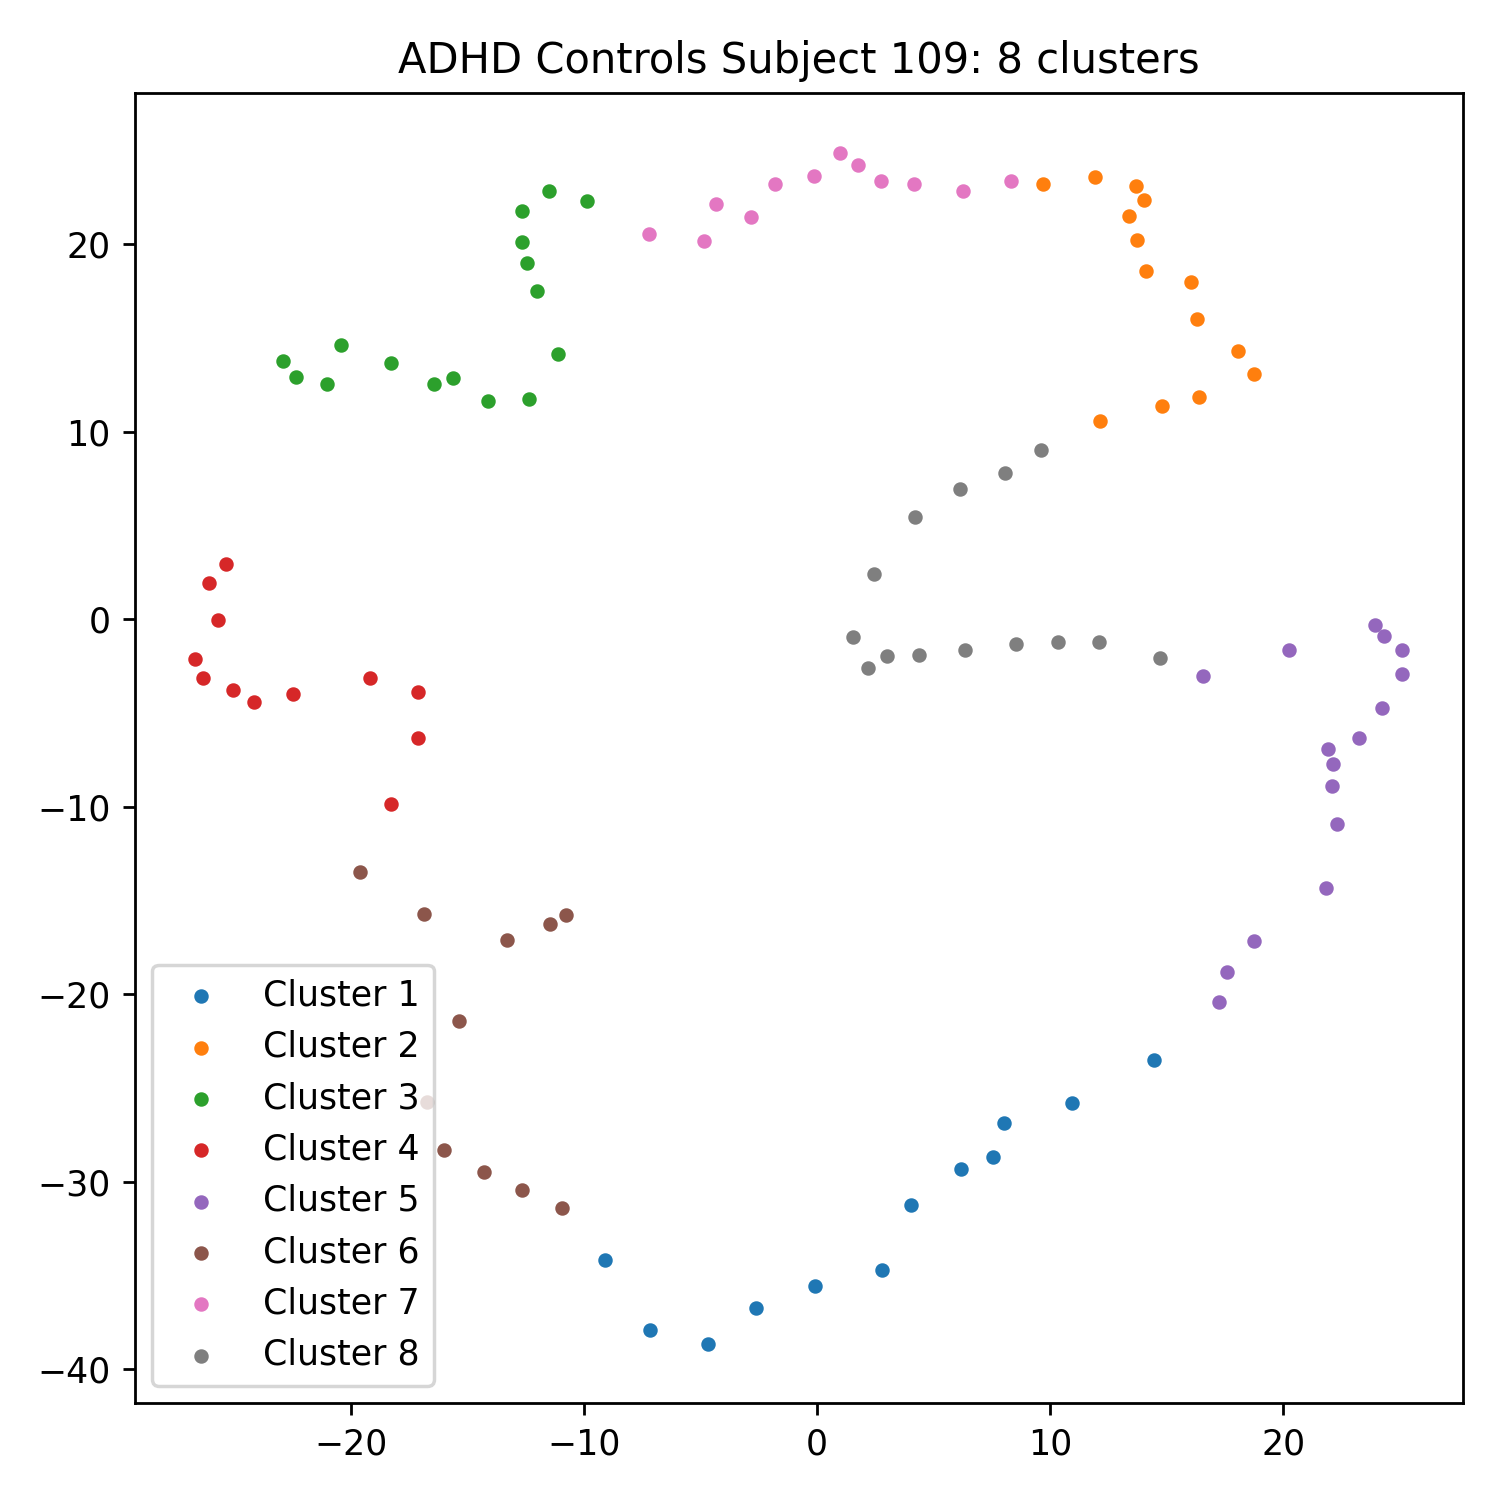 ADHD Controls Subject 109: 8 clusters
20
10
0
−10
−20
−30
−40
Cluster 1
Cluster 2
Cluster 3
Cluster 4
Cluster 5
Cluster 6
Cluster 7
Cluster 8
−20 −10 0 10 20